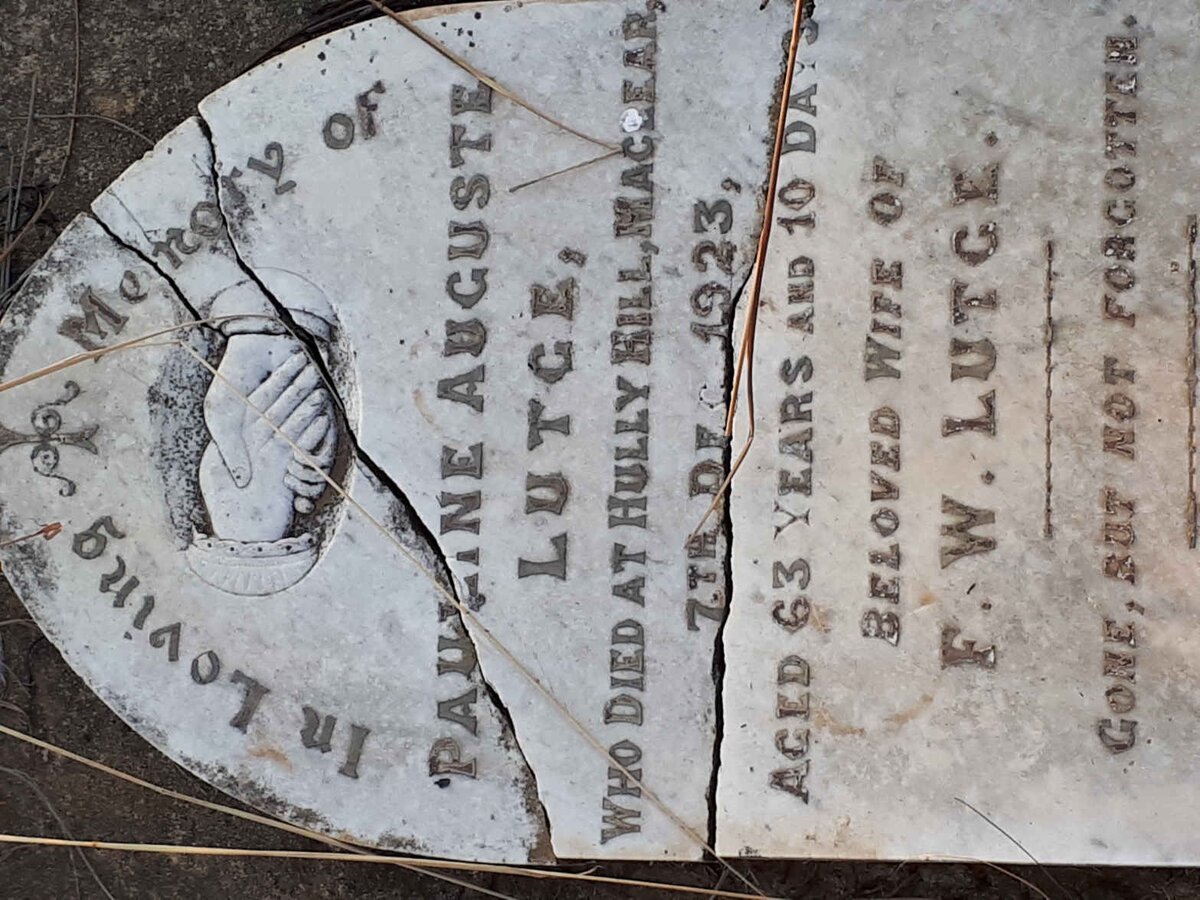 In Loving Memory of
PAULINE AUGUSTE
LUTGE,
WHO DIED AT HULLY HILL, MACLEAR,
7TH DEC 1923,
AGED 63 YEARS AND 10 DAYS
BELOVED WIFE OF
F. W. LUTGE.
GONE, BUT NOT FORGOTTEN.